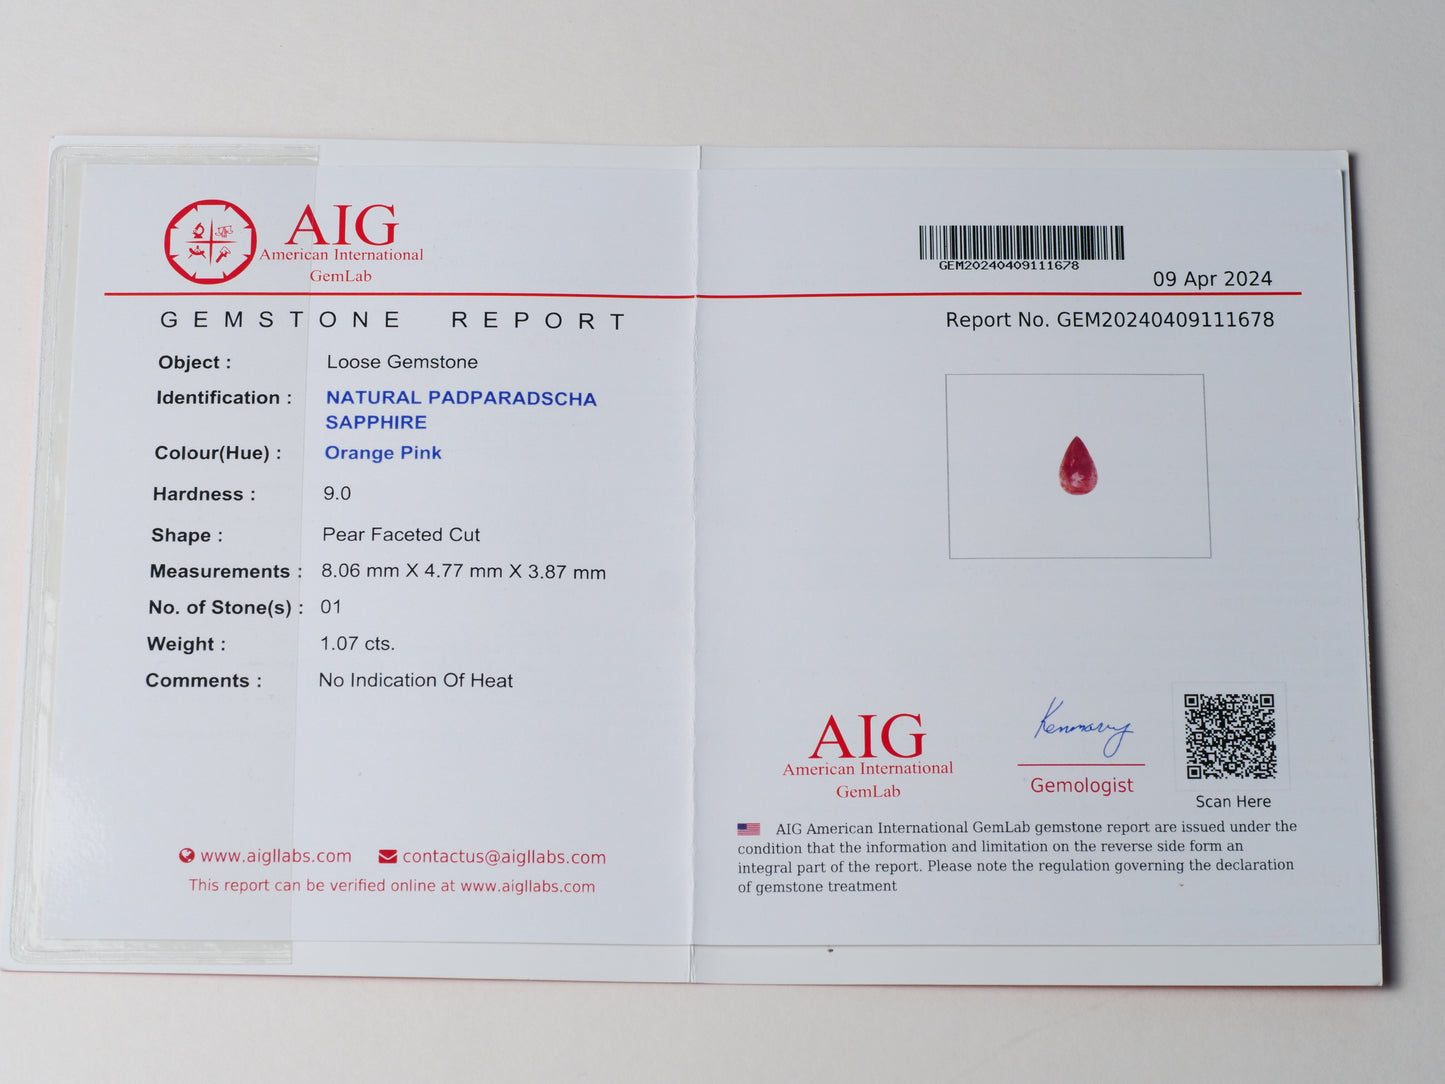 AIG
American International
GemLab
GEM20240409111678
09 Apr 2024
GEMSTONE REPORT
Report No. GEM20240409111678
Object : Loose Gemstone
Identification : NATURAL PADPARADSCHA
SAPPHIRE
Colour(Hue) : Orange Pink
Hardness : 9.0
Shape : Pear Faceted Cut
Measurements : 8.06 mm X 4.77 mm X 3.87 mm
No. of Stone(s) : 01
Weight : 1.07 cts.
Comments : No Indication Of Heat
www.aigllabs.com contactus@aigllabs.com
This report can be verified online at www.aigllabs.com
AIG
American International
GemLab
Gemologist
Scan Here
AIG American International GemLab gemstone report are issued under the
condition that the information and limitation on the reverse side form an
integral part of the report. Please note the regulation governing the declaration
of gemstone treatment